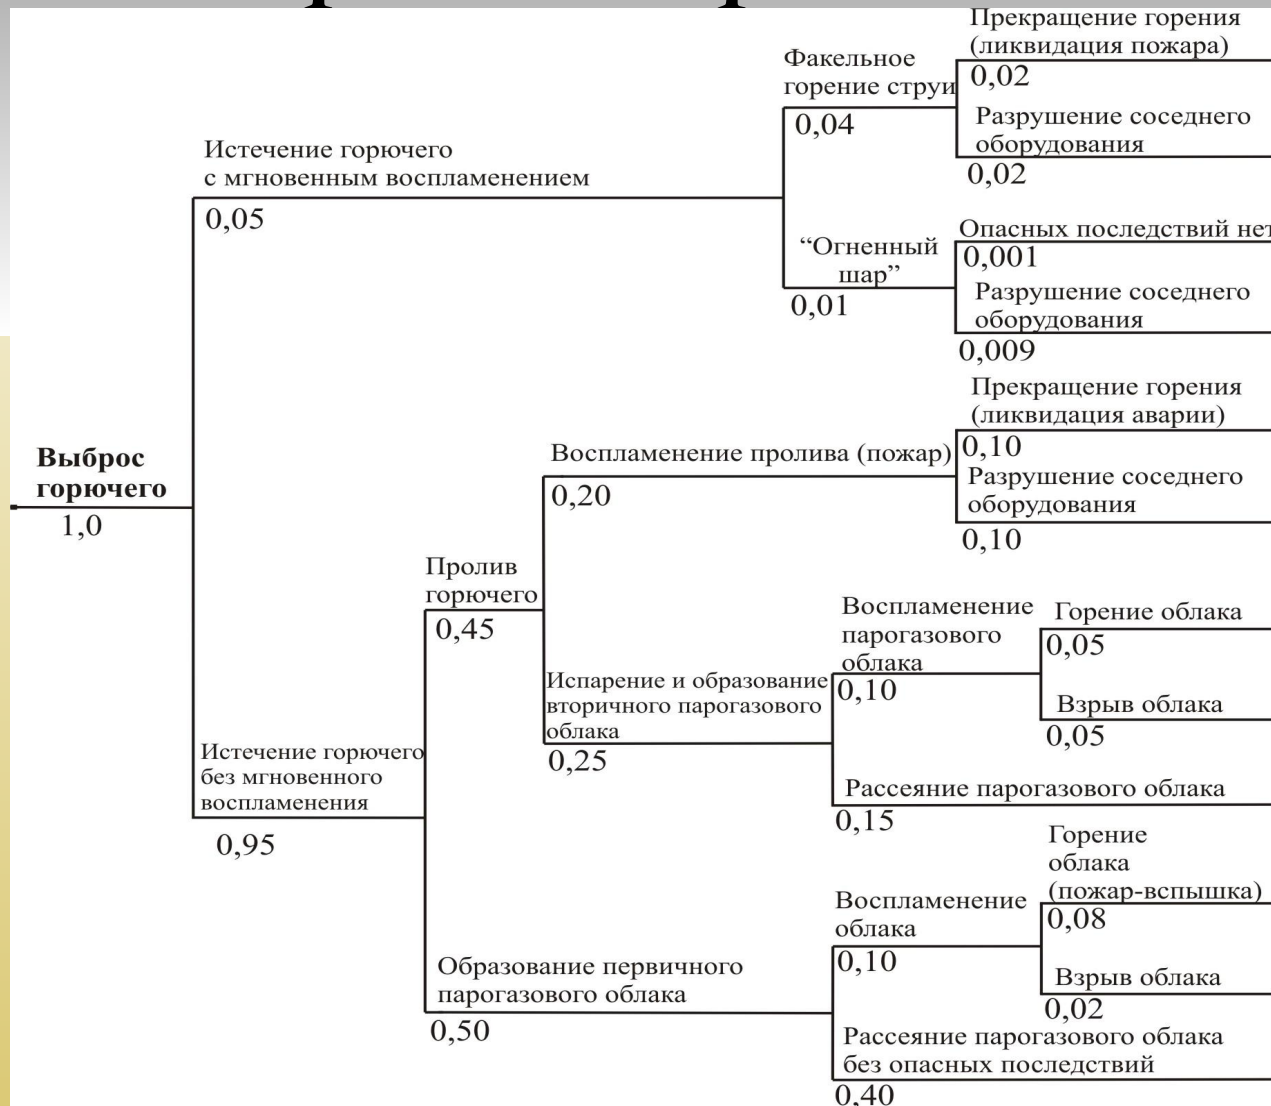 Прекращение горения
(ликвидация пожара)
0,02
Факельное
горение струи
0,04
Разрушение соседнего
оборудования
0,02
Истечение горючего
с мгновенным воспламенением
0,05
Опасных последствий нет
0,001
“Огненный
шар”
0,01
Разрушение соседнего
оборудования
0,009
Прекращение горения
(ликвидация аварии)
0,10
Воспламенение пролива (пожар)
0,20
Разрушение соседнего
оборудования
0,10
Выброс
горючего
1,0
Пролив
горючего
0,45
Воспламенение
парогазового
облака
0,10
Горение облака
0,05
Взрыв облака
0,05
Испарение и образование
вторичного парогазового
облака
0,25
Рассеяние парогазового облака
0,15
Истечение горючего
без мгновенного
воспламенения
0,95
Горение
облака
(пожар-вспышка)
0,08
Воспламенение
облака
0,10
Взрыв облака
0,02
Образование первичного
парогазового облака
0,50
Рассеяние парогазового облака
без опасных последствий
0,40